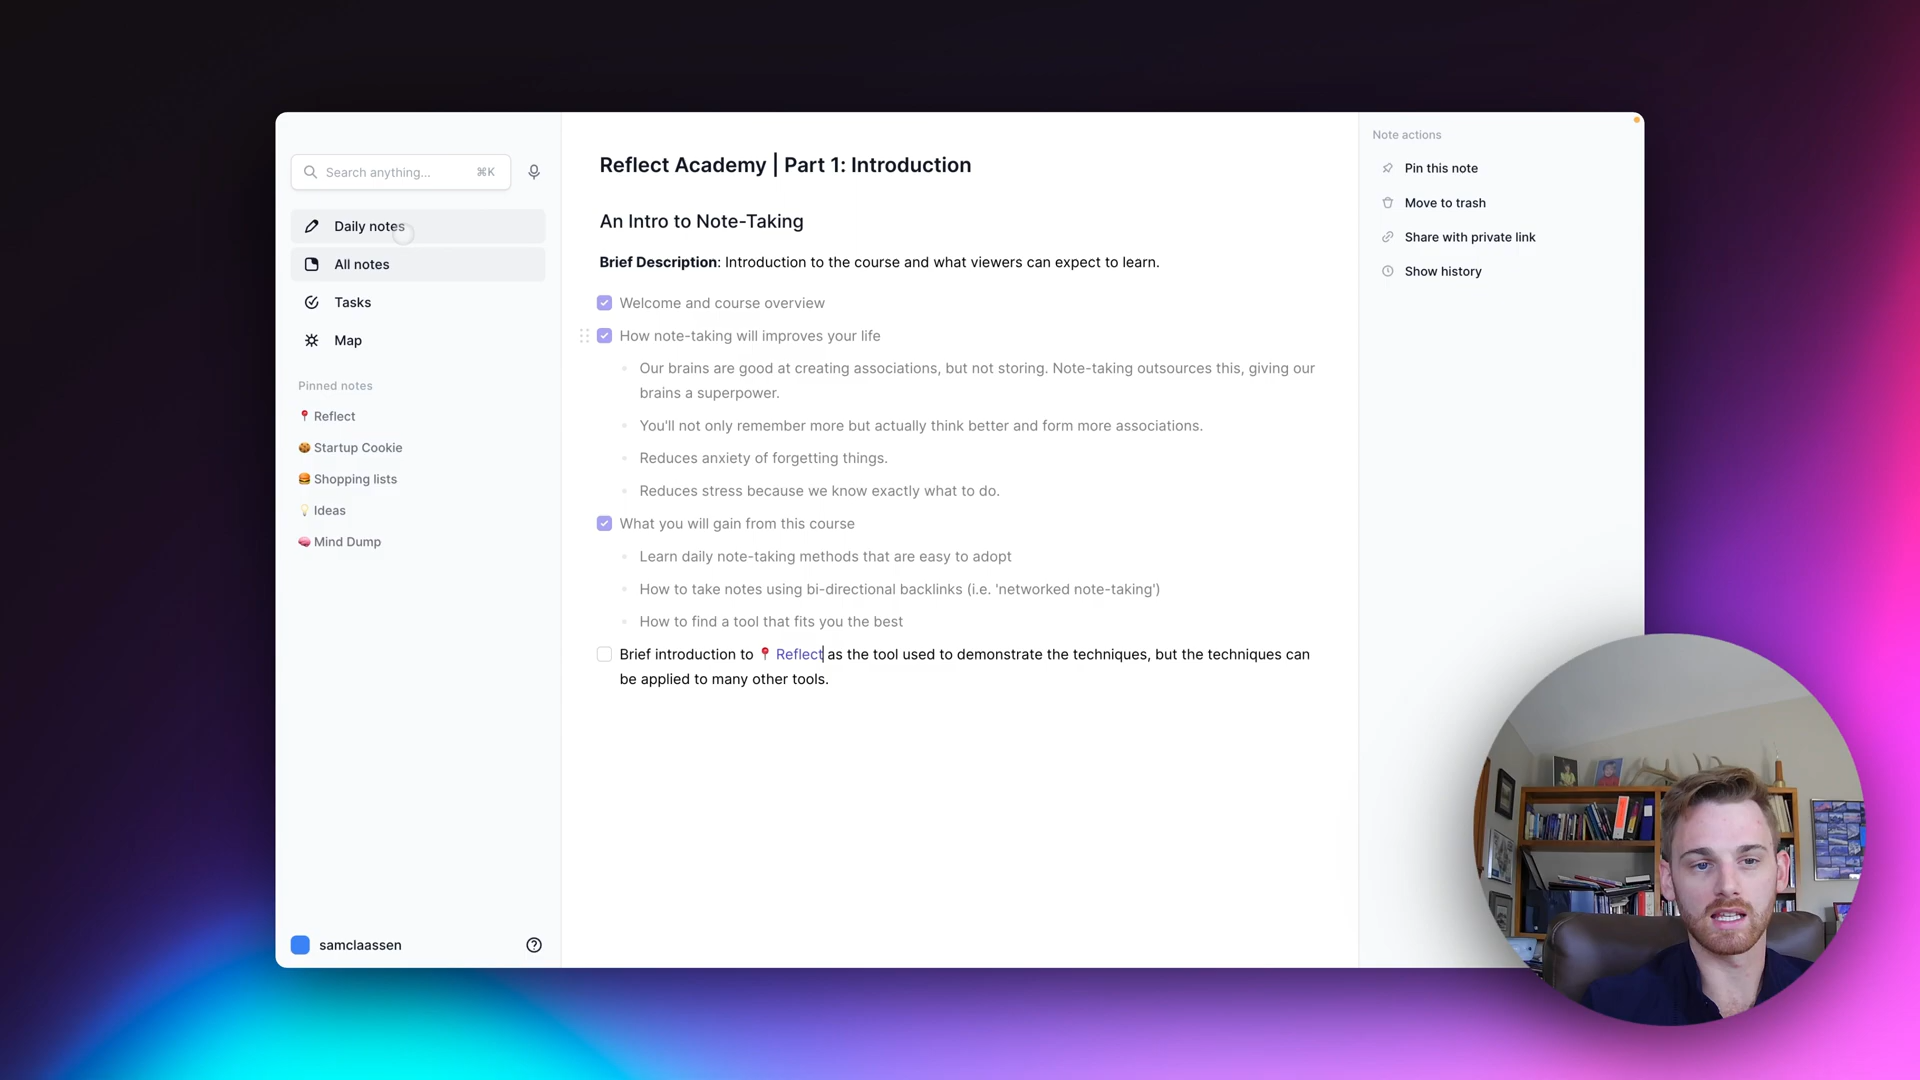 Search anything...
⌘K
Daily notes
All notes
Tasks
Map
Pinned notes
📍 Reflect
🍪 Startup Cookie
🍔 Shopping lists
💡 Ideas
🧠 Mind Dump
samclaassen
Reflect Academy | Part 1: Introduction
An Intro to Note-Taking
Brief Description: Introduction to the course and what viewers can expect to learn.
Welcome and course overview
How note-taking will improves your life
Our brains are good at creating associations, but not storing. Note-taking outsources this, giving our
brains a superpower.
You'll not only remember more but actually think better and form more associations.
Reduces anxiety of forgetting things.
Reduces stress because we know exactly what to do.
What you will gain from this course
Learn daily note-taking methods that are easy to adopt
How to take notes using bi-directional backlinks (i.e. 'networked note-taking')
How to find a tool that fits you the best
Brief introduction to 📍 Reflect as the tool used to demonstrate the techniques, but the techniques can
be applied to many other tools.
Note actions
Pin this note
Move to trash
Share with private link
Show history